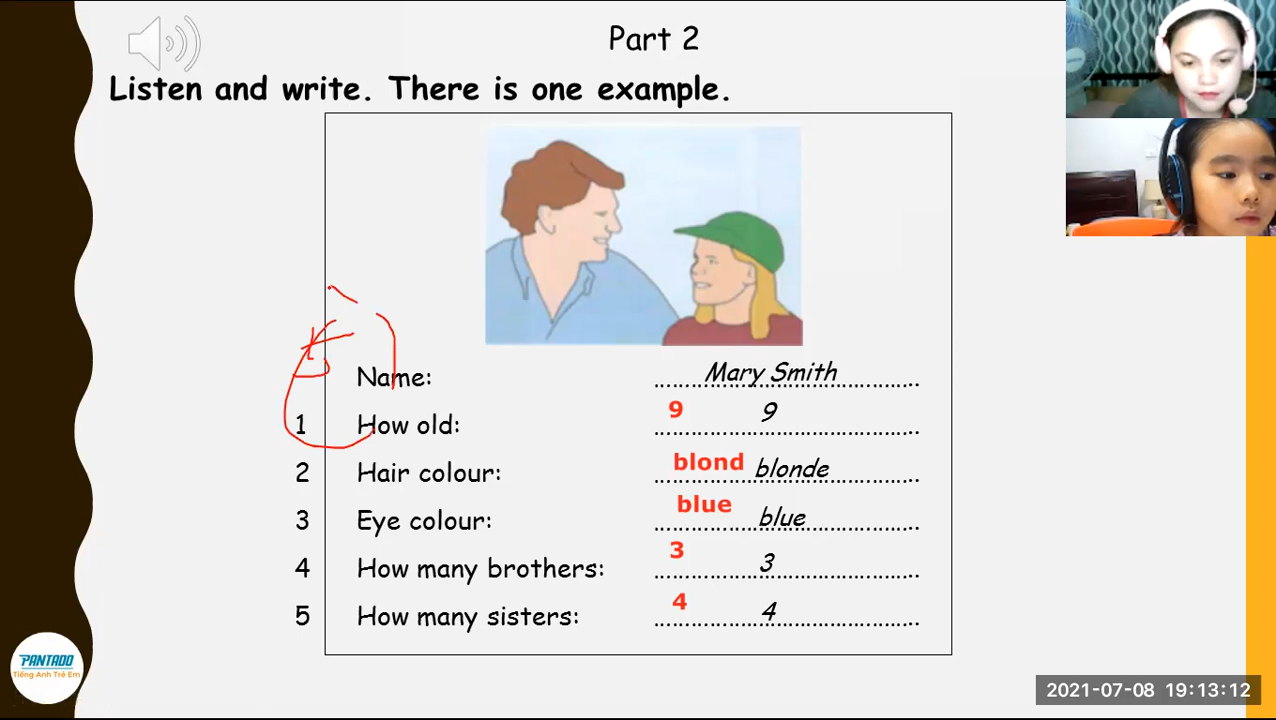 Part 2
Listen and write. There is one example.
Name: Mary Smith
1 How old: 9 9
2 Hair colour: blond blonde
3 Eye colour: blue blue
4 How many brothers: 3 3
5 How many sisters: 4 4
PANTADO
Tiếng Anh Trẻ Em
2021-07-08 19:13:12